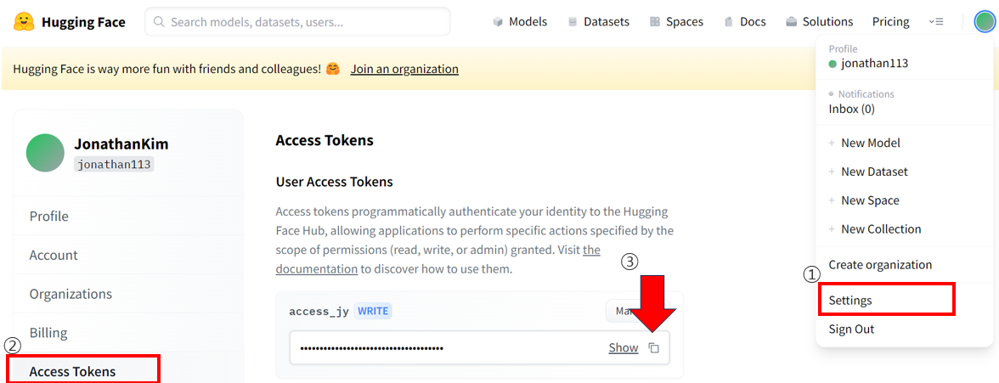 Hugging Face
Search models, datasets, users...
Models
Datasets
Spaces
Docs
Solutions
Pricing
Hugging Face is way more fun with friends and colleagues! 🤗 Join an organization
JonathanKim
jonathan113
Profile
Account
Organizations
Billing
②
Access Tokens
Access Tokens
User Access Tokens
Access tokens programmatically authenticate your identity to the Hugging
Face Hub, allowing applications to perform specific actions specified by the
scope of permissions (read, write, or admin) granted. Visit the
documentation to discover how to use them.
③
access_jy WRITE
••••••••••••••••••••••••••••••••••••• Show
Profile
jonathan113
Notifications
Inbox (0)
+ New Model
+ New Dataset
+ New Space
+ New Collection
Create organization
①
Settings
Sign Out